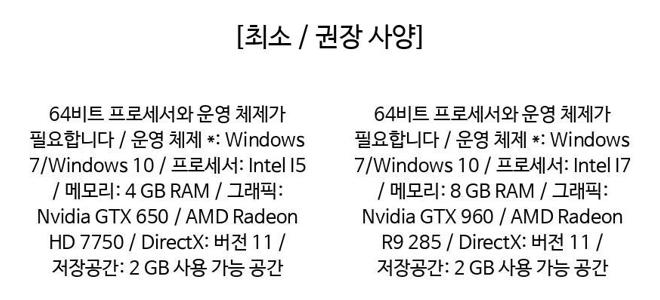 [최소 / 권장 사양]
64비트 프로세서와 운영 체제가
필요합니다 / 운영 체제 *: Windows
7/Windows 10 / 프로세서: Intel I5
/ 메모리: 4 GB RAM / 그래픽:
Nvidia GTX 650 / AMD Radeon
HD 7750 / DirectX: 버전 11 /
저장공간: 2 GB 사용 가능 공간
64비트 프로세서와 운영 체제가
필요합니다 / 운영 체제 *: Windows
7/Windows 10 / 프로세서: Intel I7
/ 메모리: 8 GB RAM / 그래픽:
Nvidia GTX 960 / AMD Radeon
R9 285 / DirectX: 버전 11 /
저장공간: 2 GB 사용 가능 공간